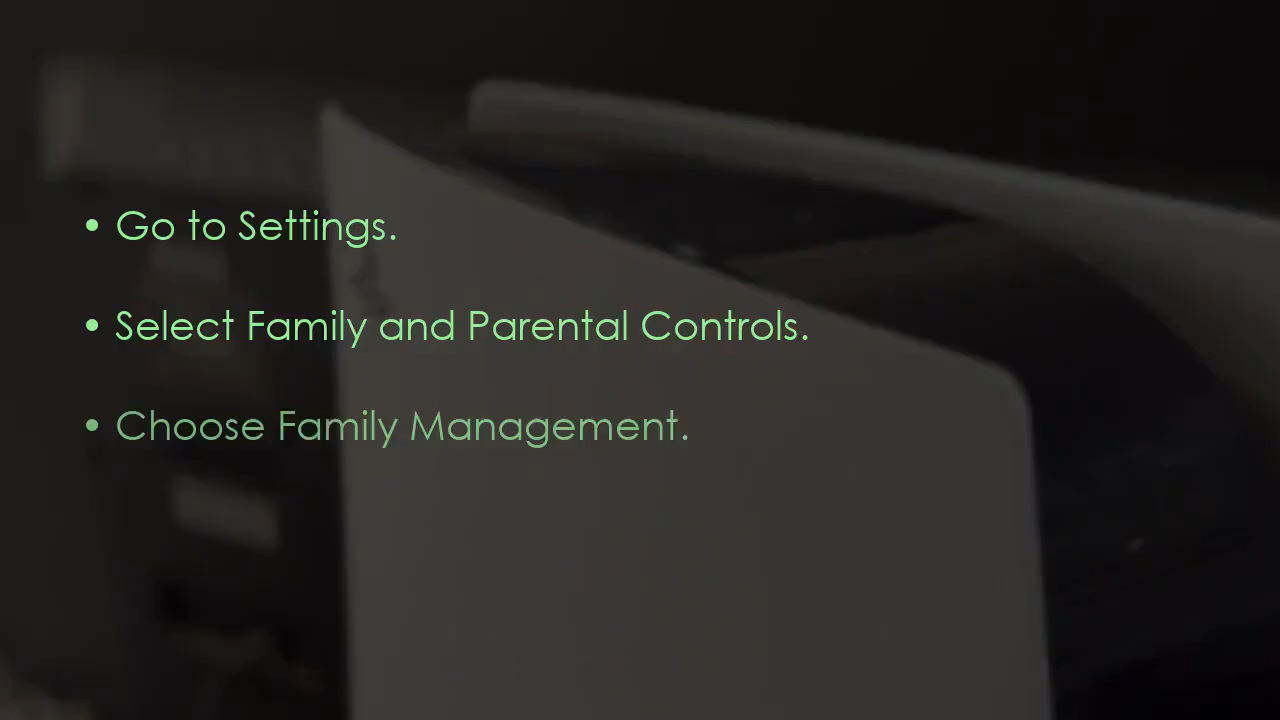 • Go to Settings.
• Select Family and Parental Controls.
• Choose Family Management.